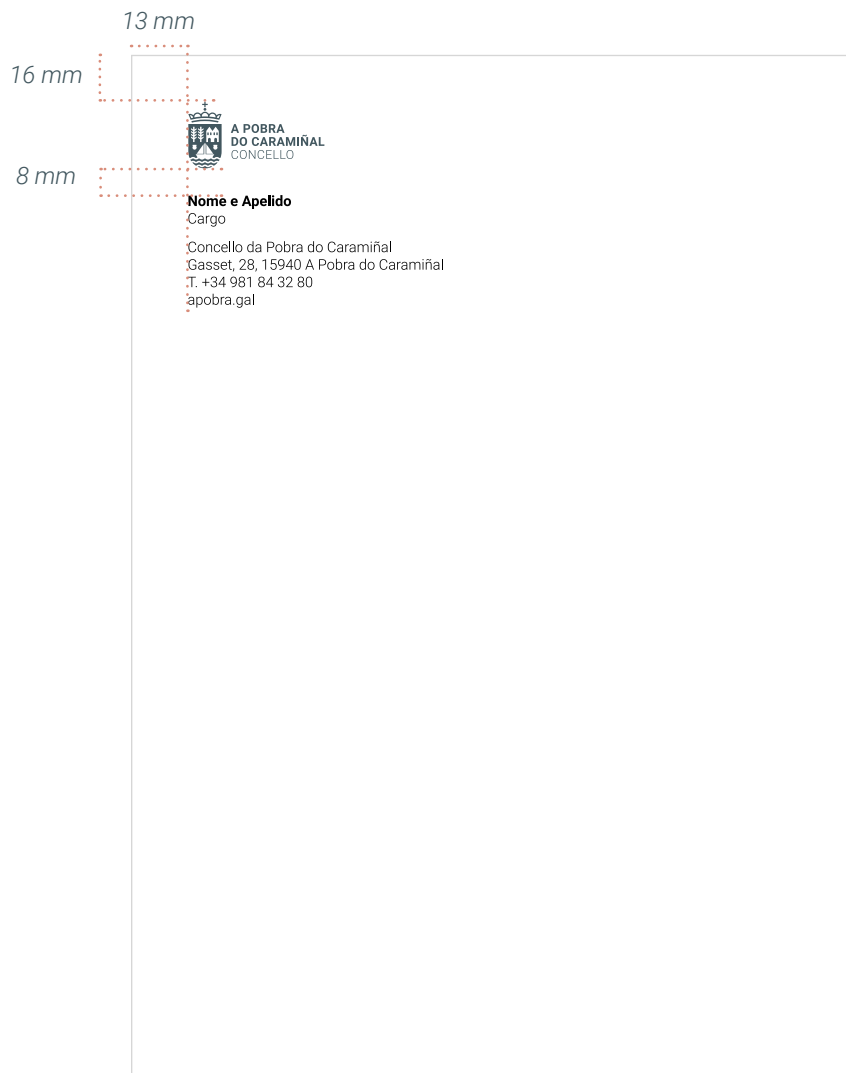 13 mm
16 mm
A POBRA
DO CARAMIÑAL
CONCELLO
8 mm
Nome e Apelido
Cargo
Concello da Pobra do Caramiñal
Gasset, 28, 15940 A Pobra do Caramiñal
T. +34 981 84 32 80
apobra.gal